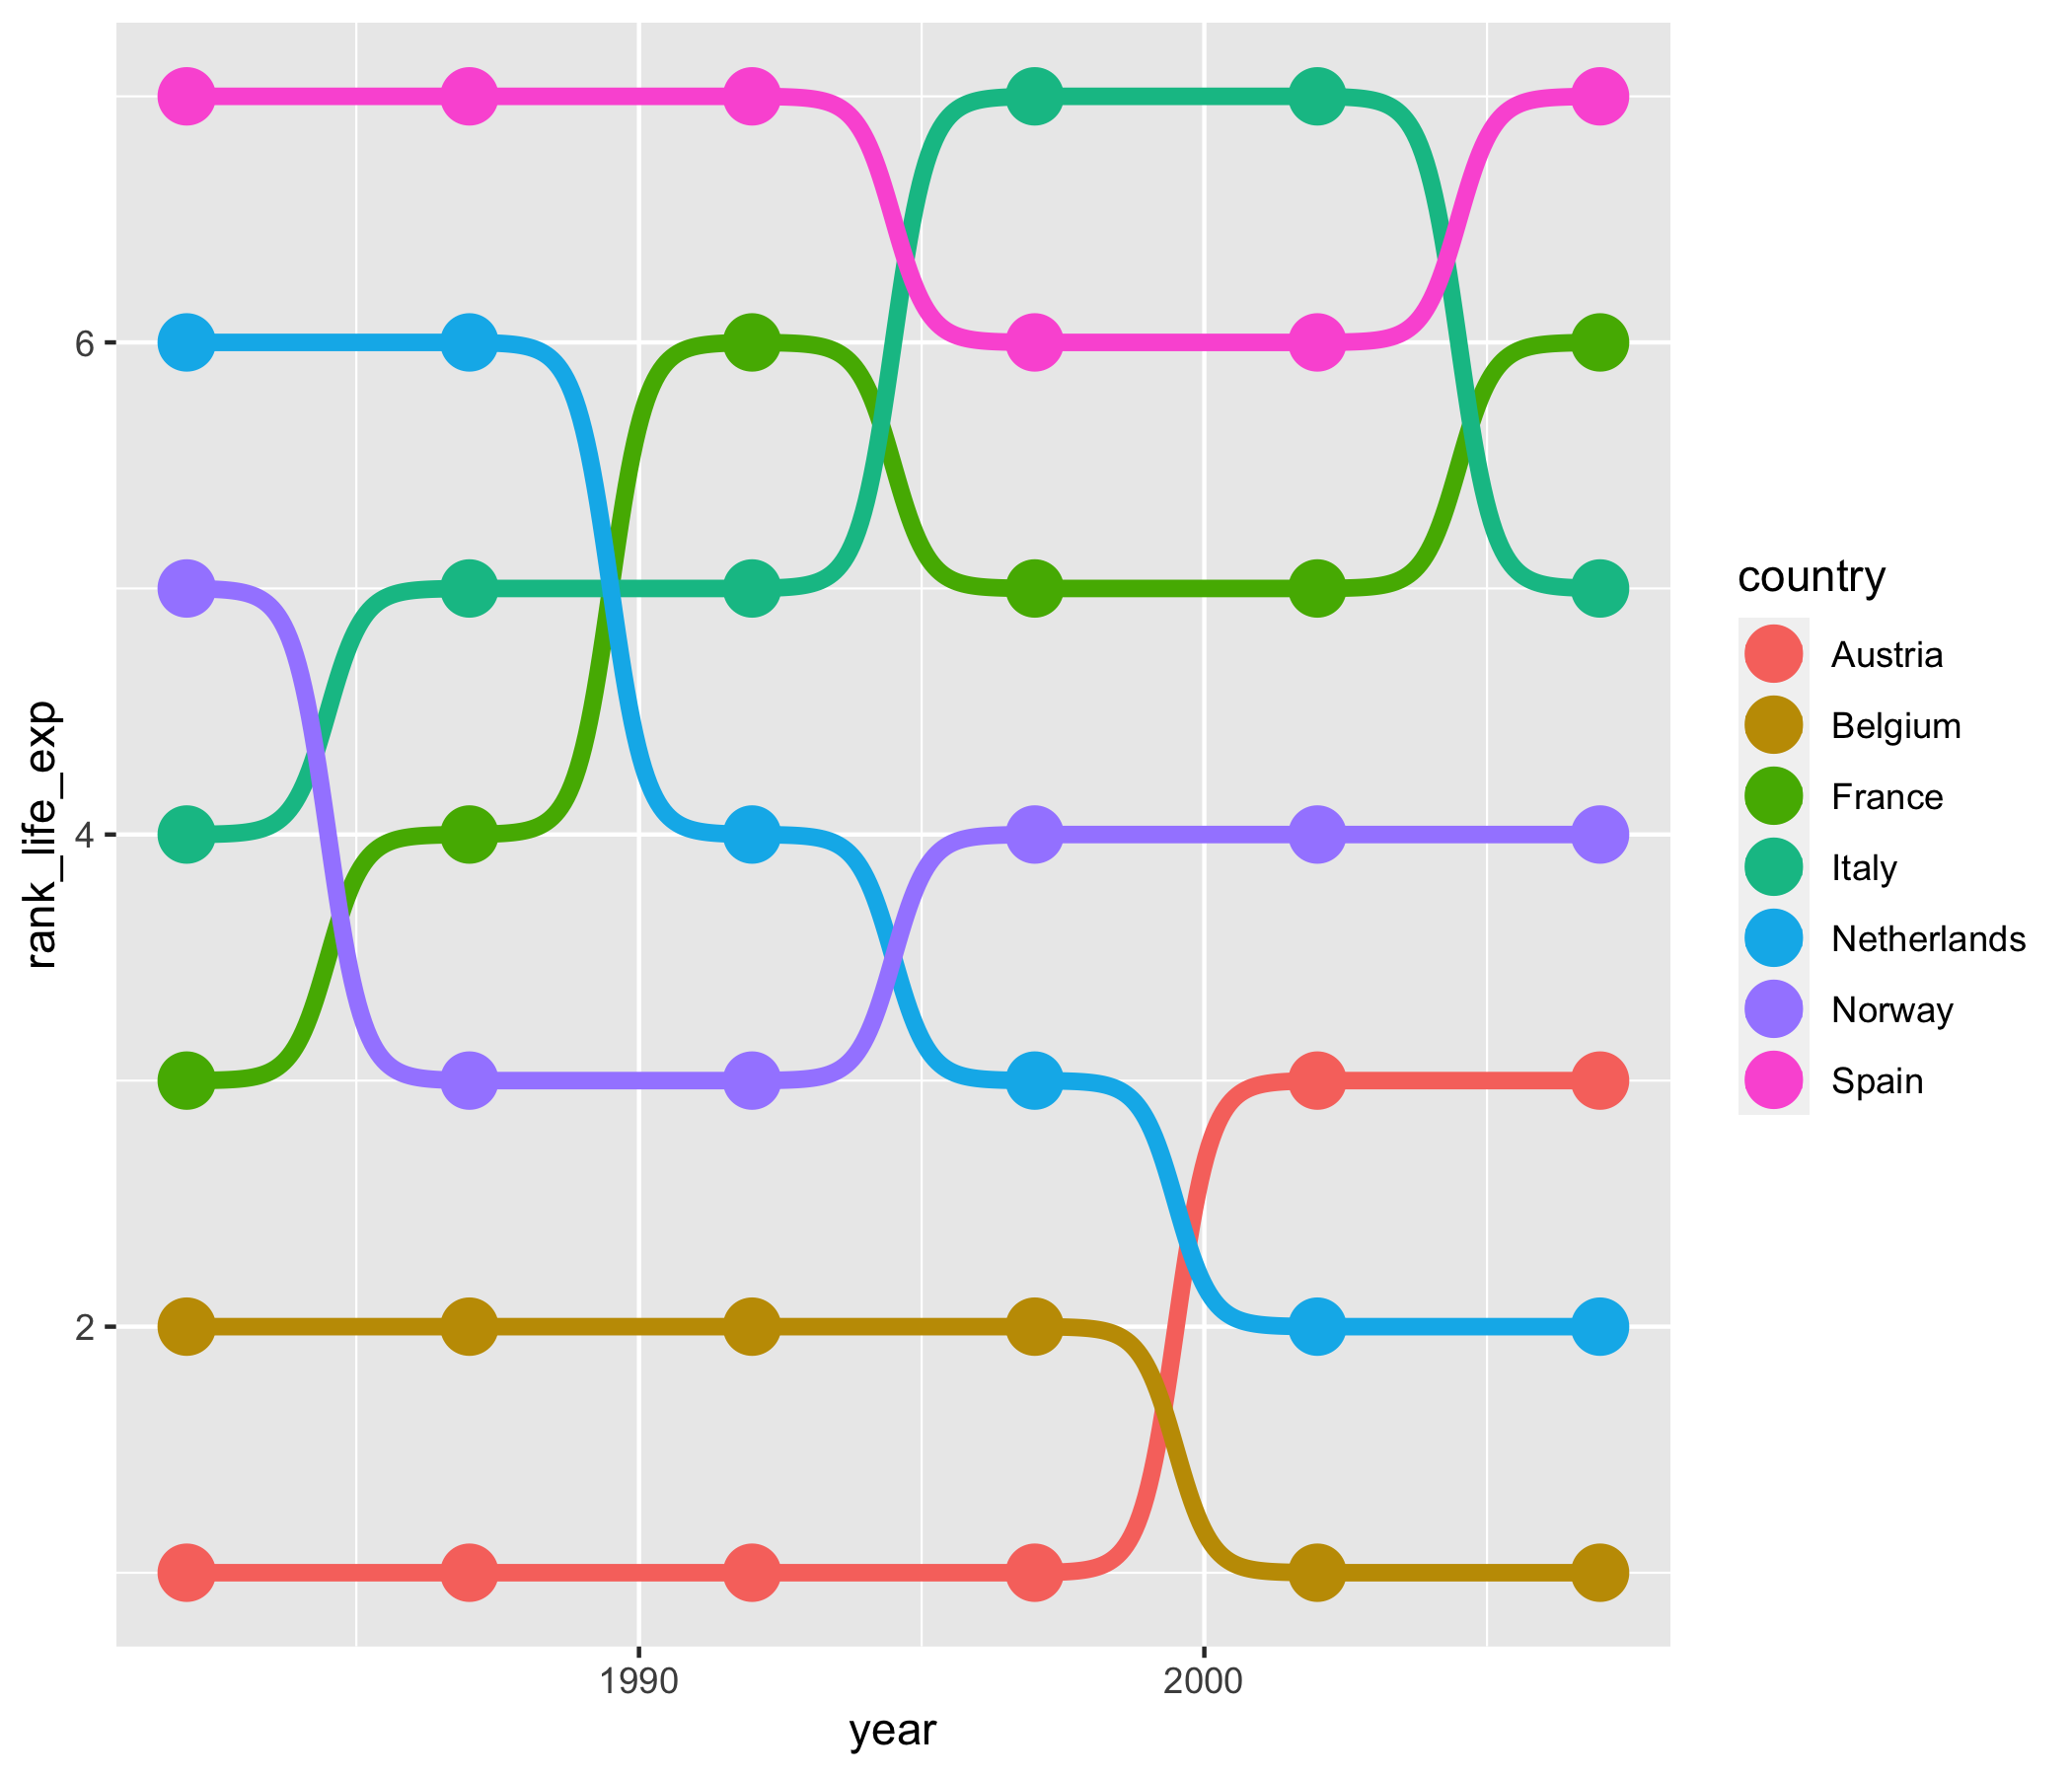 rank_life_exp
6
4
2
1990
2000
year
country
Austria
Belgium
France
Italy
Netherlands
Norway
Spain